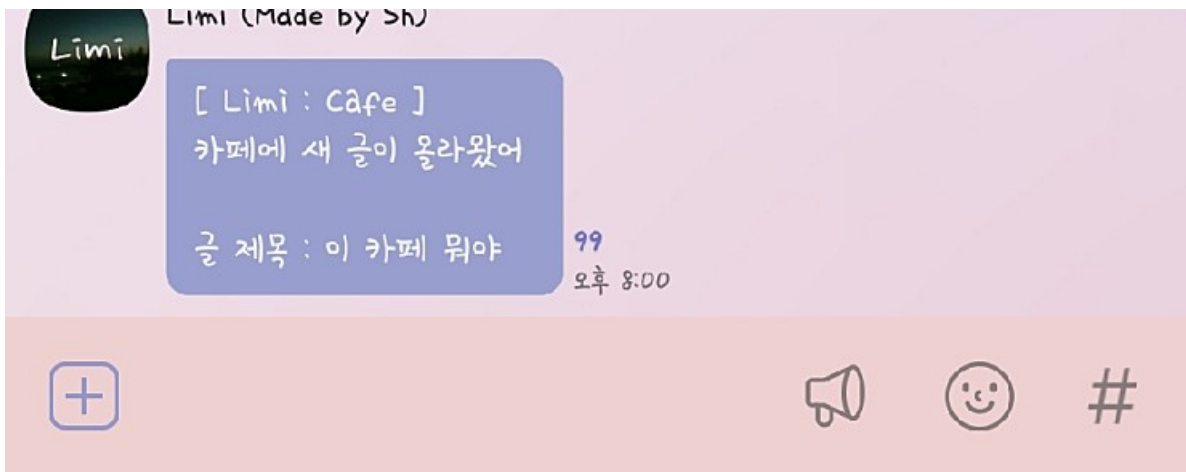 Limi (Made by Sh)
Limi
[ Limi : Cafe ]
카페에 새 글이 올라왔어
글 제목 : 이 카페 뭐야
99
오후 8:00